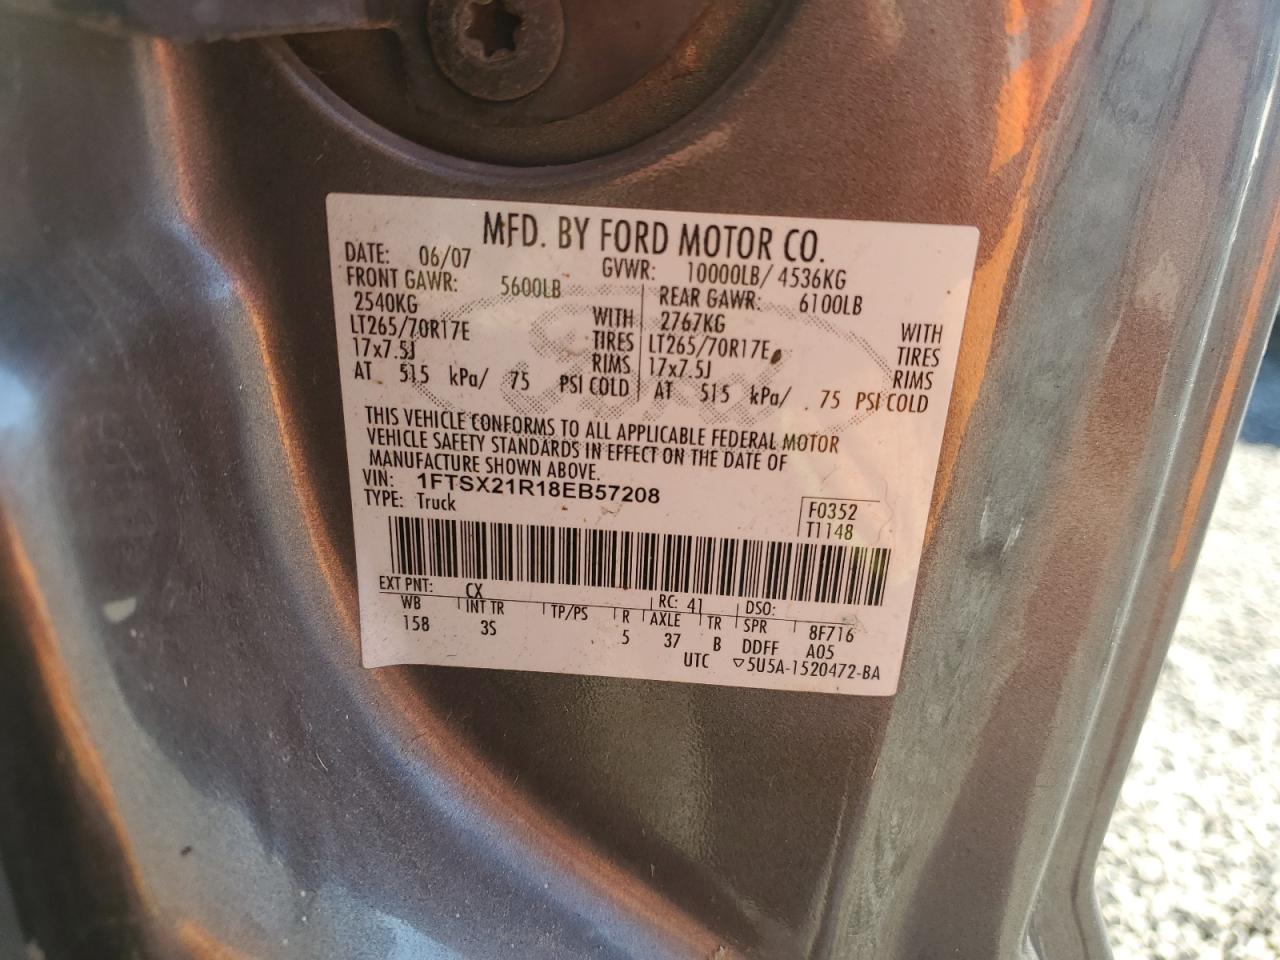 MFD. BY FORD MOTOR CO.
DATE: 06/07 GVWR: 10000LB/ 4536KG
FRONT GAWR: 5600LB REAR GAWR: 6100LB
2540KG WITH 2767KG WITH
LT265/70R17E TIRES LT265/70R17E TIRES
17x7.5J RIMS 17x7.5J RIMS
AT 515 kPa/ 75 PSI COLD AT 515 kPa/ 75 PSI COLD
THIS VEHICLE CONFORMS TO ALL APPLICABLE FEDERAL MOTOR
VEHICLE SAFETY STANDARDS IN EFFECT ON THE DATE OF
MANUFACTURE SHOWN ABOVE.
VIN: 1FTSX21R18EB57208
TYPE: Truck
F0352
T1148
EXT PNT: CX RC: 41 DSO:
WB INT TR TP/PS R AXLE TR SPR 8F716
158 3S 5 37 B DDFF A05
UTC ▽5U5A-1520472-BA